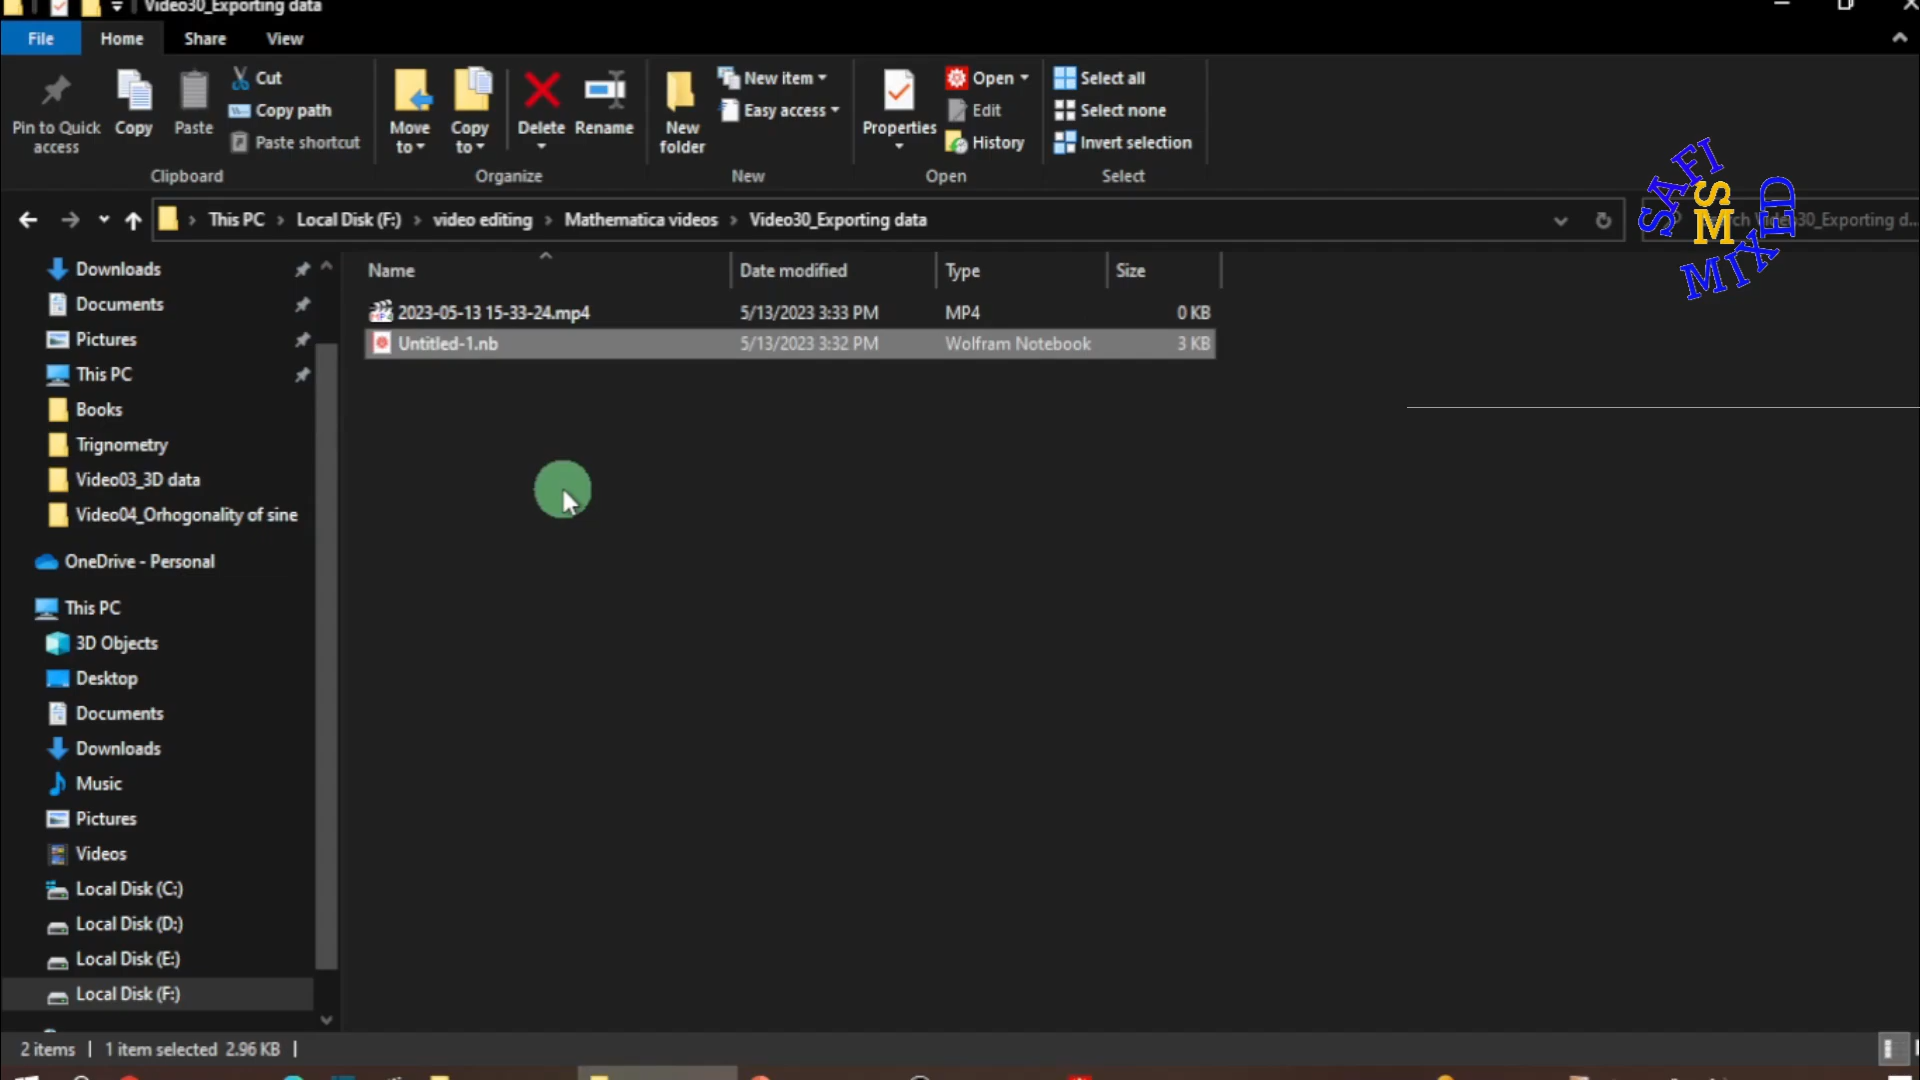 Video30_Exporting data
File Home Share View
Pin to Quick access
Copy
Paste
Cut
Copy path
Paste shortcut
Clipboard
Move to
Copy to
Delete
Rename
Organize
New folder
New item
Easy access
New
Properties
Open
Edit
History
Open
Select all
Select none
Invert selection
Select
This PC > Local Disk (F:) > video editing > Mathematica videos > Video30_Exporting data
Video30_Exporting d...
SAFI
SM
MIXED
Name Date modified Type Size
2023-05-13 15-33-24.mp4 5/13/2023 3:33 PM MP4 0 KB
Untitled-1.nb 5/13/2023 3:32 PM Wolfram Notebook 3 KB
Downloads
Documents
Pictures
This PC
Books
Trignometry
Video03_3D data
Video04_Orhogonality of sine
OneDrive - Personal
This PC
3D Objects
Desktop
Documents
Downloads
Music
Pictures
Videos
Local Disk (C:)
Local Disk (D:)
Local Disk (E:)
Local Disk (F:)
2 items | 1 item selected 2.96 KB |